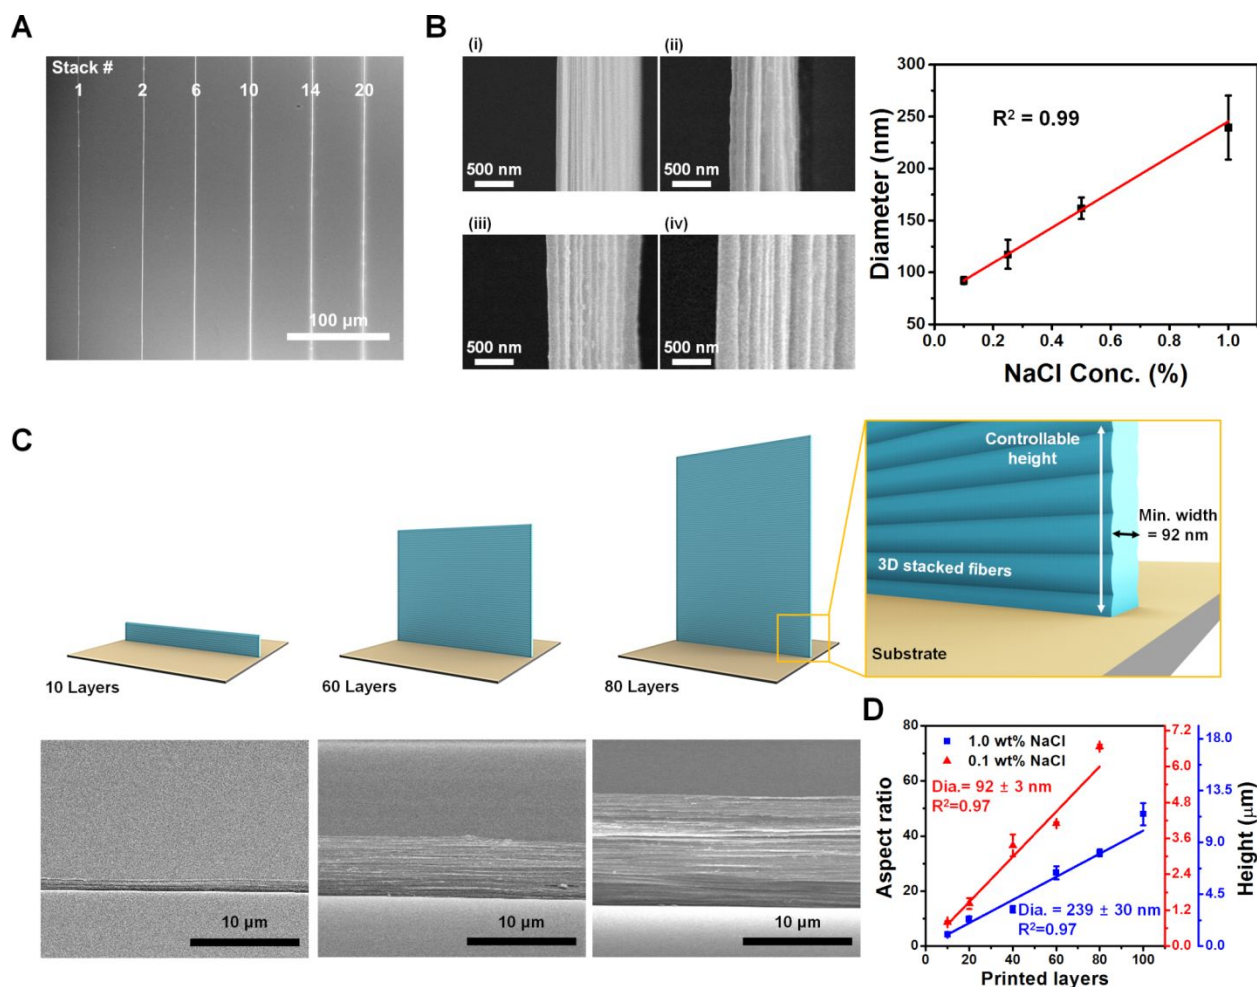 A
Stack #
1 2 6 10 14 20
100 µm
B
(i)
500 nm
(ii)
500 nm
(iii)
500 nm
(iv)
500 nm
300
250
200
150
100
50
Diameter (nm)
R² = 0.99
0.0 0.2 0.4 0.6 0.8 1.0
NaCl Conc. (%)
C
10 Layers
60 Layers
80 Layers
Controllable
height
Min. width
= 92 nm
3D stacked fibers
Substrate
10 µm
10 µm
10 µm
D
80
60
40
20
0
Aspect ratio
1.0 wt% NaCl
0.1 wt% NaCl
Dia.= 92 ± 3 nm
R²=0.97
Dia. = 239 ± 30 nm
R²=0.97
7.2
6.0
4.8
3.6
2.4
1.2
0.0
18.0
13.5
9.0
4.5
0.0
Height (µm)
20 40 60 80 100
Printed layers